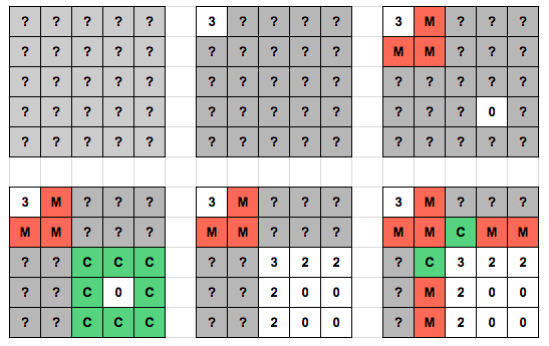 ? ? ? ? ? 3 ? ? ? ? 3 M ? ? ?
? ? ? ? ? ? ? ? ? ? M M ? ? ?
? ? ? ? ? ? ? ? ? ? ? ? ? ? ?
? ? ? ? ? ? ? ? ? ? ? ? ? 0 ?
? ? ? ? ? ? ? ? ? ? ? ? ? ? ?
3 M ? ? ? 3 M ? ? ? 3 M ? ? ?
M M ? ? ? M M ? ? ? M M C M M
? ? C C C ? ? 3 2 2 ? C 3 2 2
? ? C 0 C ? ? 2 0 0 ? M 2 0 0
? ? C C C ? ? 2 0 0 ? M 2 0 0